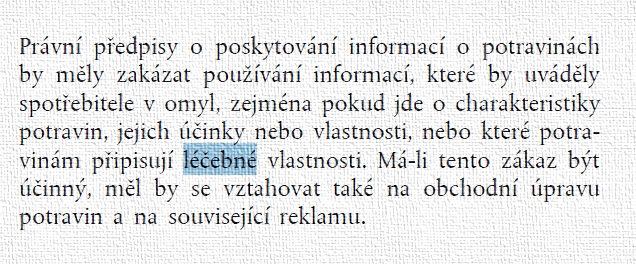 Právní předpisy o poskytování informací o potravinách
by měly zakázat používání informací, které by uváděly
spotřebitele v omyl, zejména pokud jde o charakteristiky
potravin, jejich účinky nebo vlastnosti, nebo které potra-
vinám připisují léčebné vlastnosti. Má-li tento zákaz být
účinný, měl by se vztahovat také na obchodní úpravu
potravin a na související reklamu.